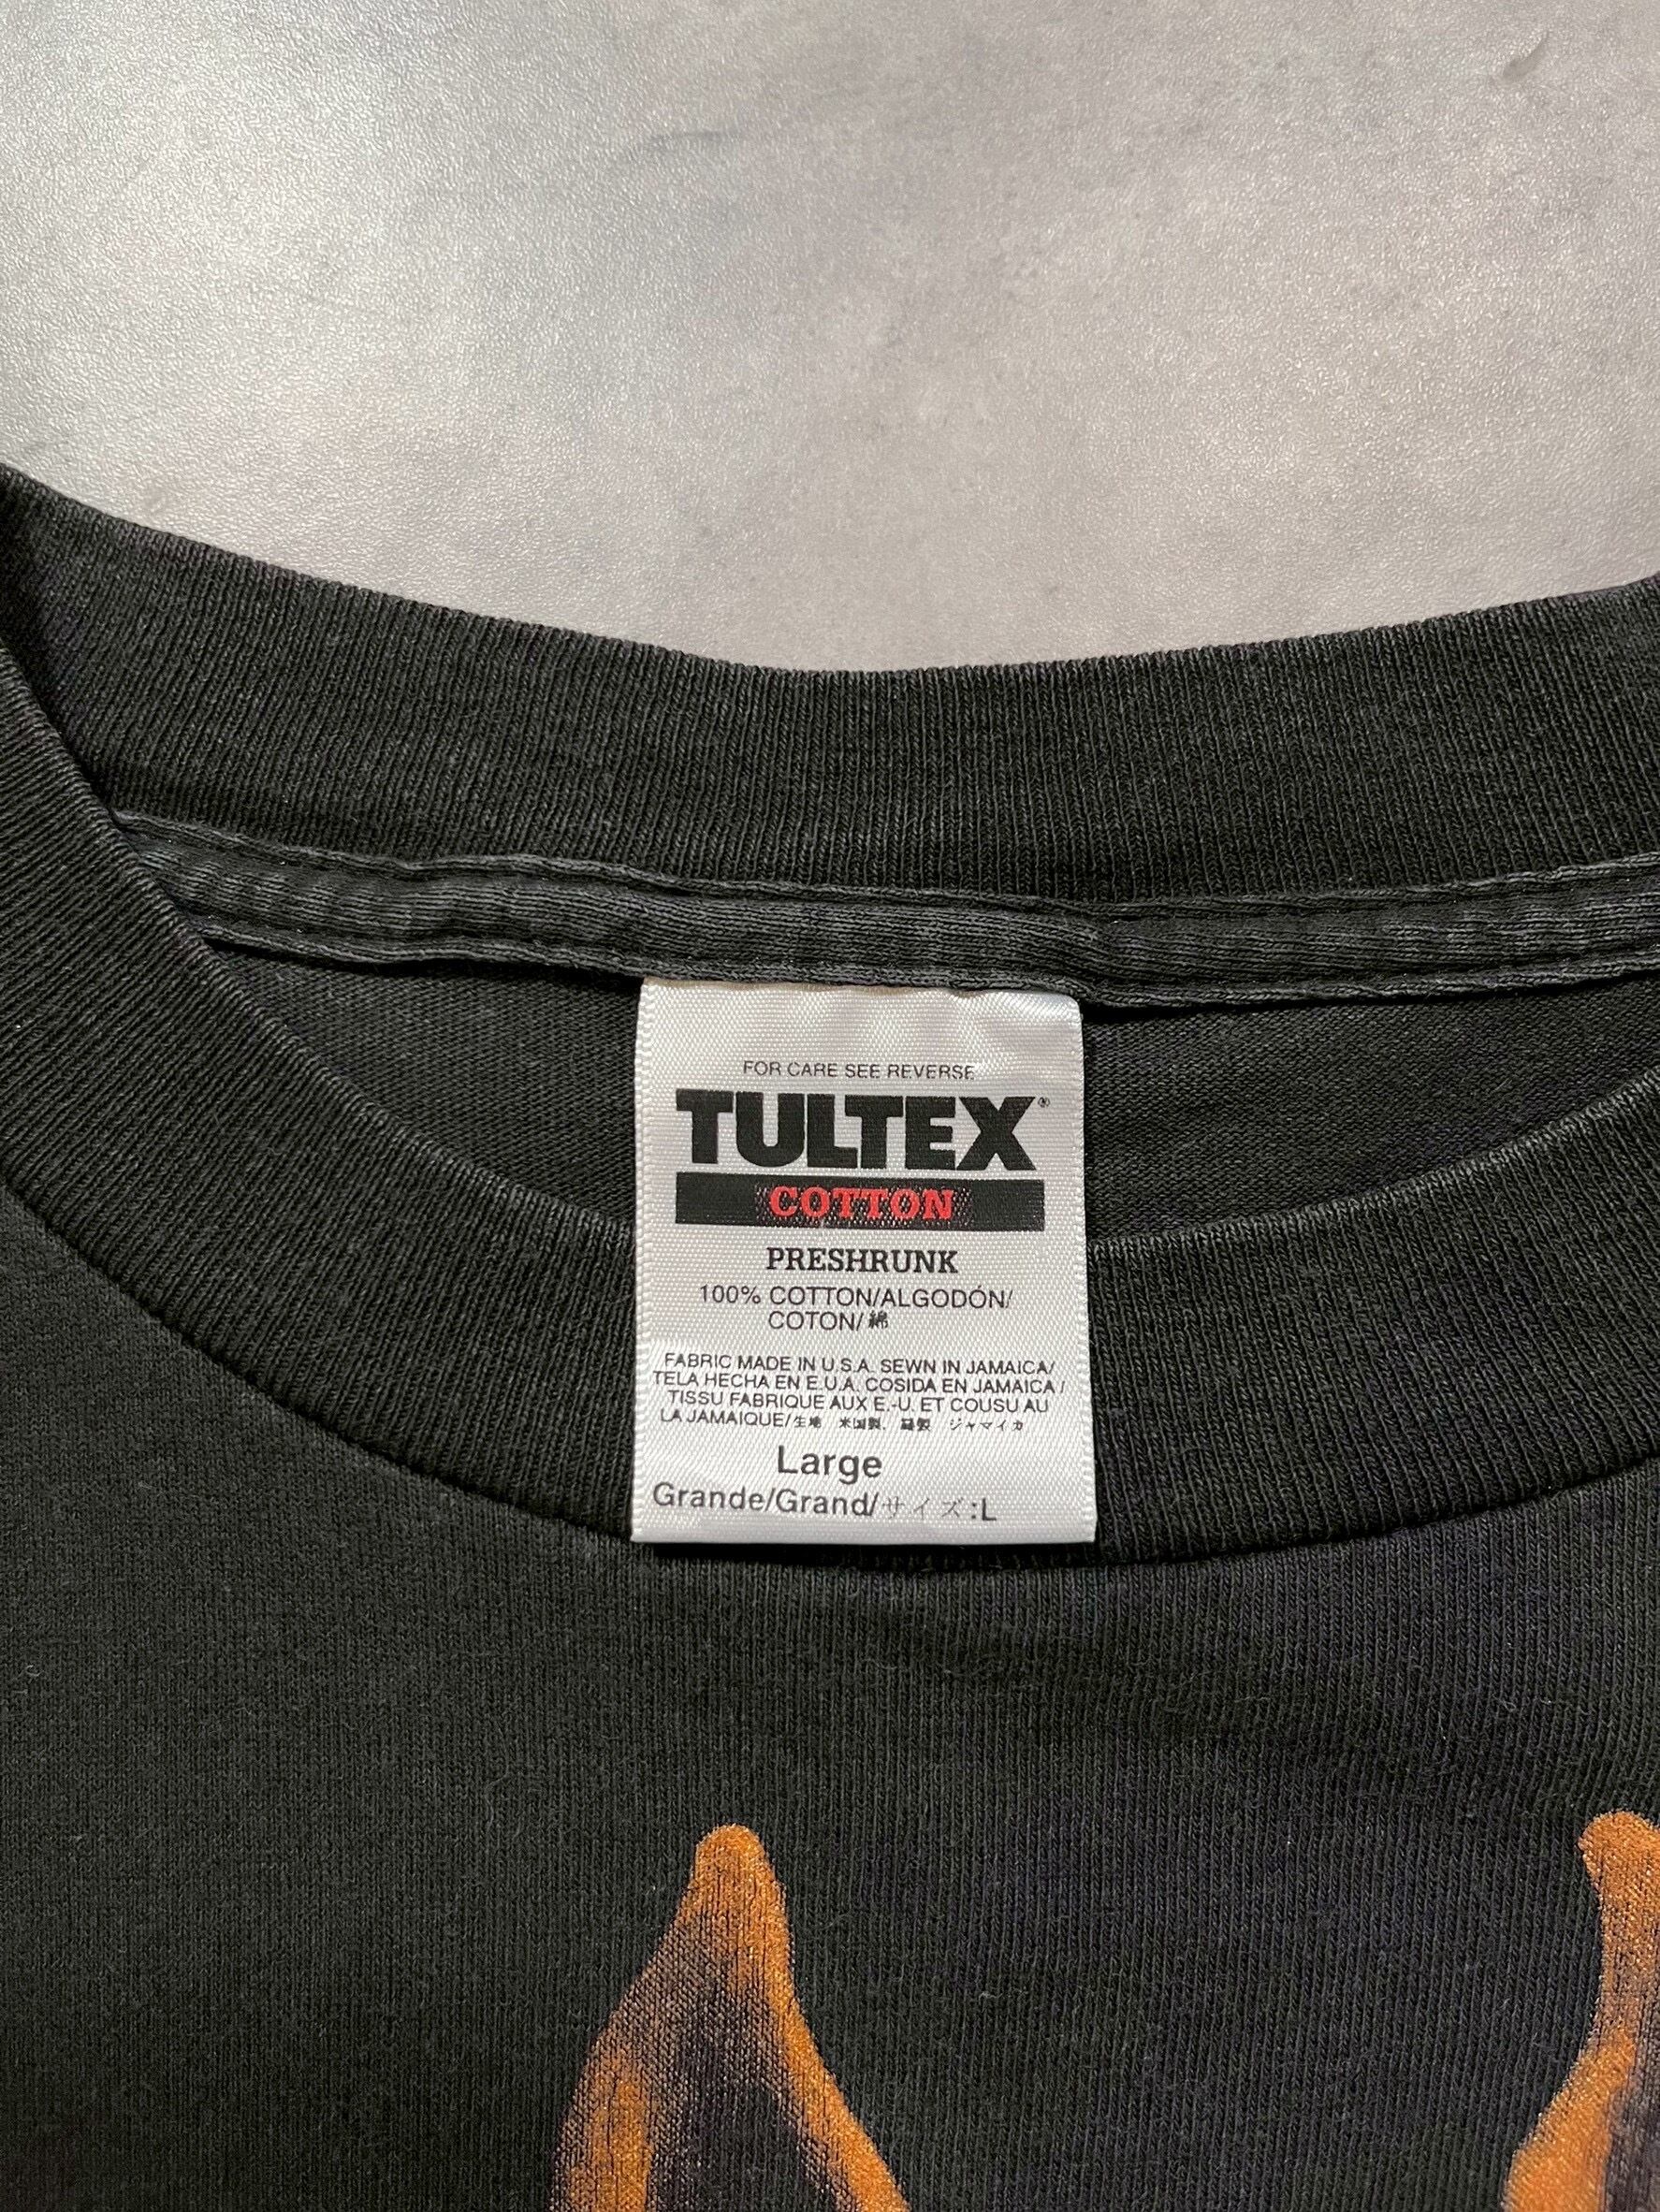 FOR CARE SEE REVERSE
TULTEX®
COTTON
PRESHRUNK
100% COTTON/ALGODÓN/
COTON/綿
FABRIC MADE IN U.S.A. SEWN IN JAMAICA/
TELA HECHA EN E.U.A. COSIDA EN JAMAICA/
TISSU FABRIQUE AUX E.-U. ET COUSU AU
LA JAMAIQUE/生地 米国製、縫製 ジャマイカ
Large
Grande/Grand/サイズ:L